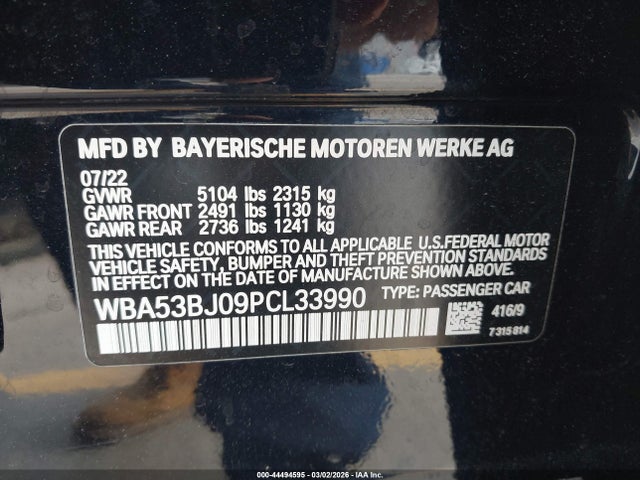 MFD BY BAYERISCHE MOTOREN WERKE AG
07/22
GVWR 5104 lbs 2315 kg
GAWR FRONT 2491 lbs 1130 kg
GAWR REAR 2736 lbs 1241 kg
THIS VEHICLE CONFORMS TO ALL APPLICABLE U.S.FEDERAL MOTOR
VEHICLE SAFETY, BUMPER AND THEFT PREVENTION STANDARDS
IN EFFECT ON THE DATE OF MANUFACTURE SHOWN ABOVE.
WBA53BJ09PCL33990 TYPE: PASSENGER CAR
416/9
7 315 814
000-44494595 - 03/02/2026 - © IAA Inc.